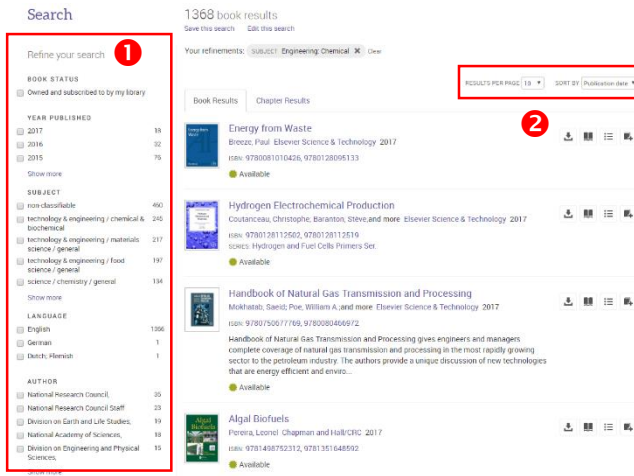 Search
Refine your search
1
BOOK STATUS
Owned and subscribed to by my library
YEAR PUBLISHED
2017 18
2016 32
2015 76
Show more
SUBJECT
non-classifiable 460
technology & engineering / chemical & 245
biochemical
technology & engineering / materials 217
science / general
technology & engineering / food 197
science / general
science / chemistry / general 134
Show more
LANGUAGE
English 1366
German 1
Dutch; Flemish 1
AUTHOR
National Research Council, 35
National Research Council Staff 23
Division on Earth and Life Studies, 19
National Academy of Sciences, 18
Division on Engineering and Physical 15
Sciences,
Show more
1368 book results
Save this search Edit this search
Your refinements: SUBJECT Engineering: Chemical ✖ Clear
RESULTS PER PAGE 10 SORT BY Publication date
2
Book Results Chapter Results
Energy from Waste
Breeze, Paul Elsevier Science & Technology 2017
ISBN: 9780081010426, 9780128095133
Available
Hydrogen Electrochemical Production
Coutanceau, Christophe; Baranton, Steve,and more Elsevier Science & Technology 2017
ISBN: 9780128112502, 9780128112519
SERIES: Hydrogen and Fuel Cells Primers Ser.
Available
Handbook of Natural Gas Transmission and Processing
Mokhatab, Saeid; Poe, William A.;and more Elsevier Science & Technology 2017
ISBN: 9780750677769, 9780080466972
Handbook of Natural Gas Transmission and Processing gives engineers and managers
complete coverage of natural gas transmission and processing in the most rapidly growing
sector to the petroleum industry. The authors provide a unique discussion of new technologies
that are energy efficient and enviro...
Available
Algal
Biofuels
Algal Biofuels
Pereira, Leonel Chapman and Hall/CRC 2017
ISBN: 9781498752312, 9781351648592
Available